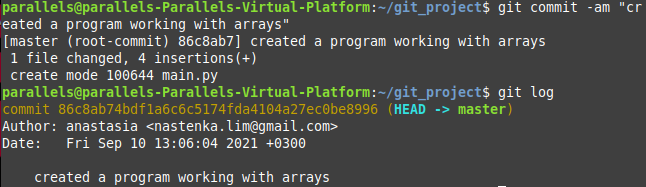 parallels@parallels-Parallels-Virtual-Platform:~/git_project$ git commit -am "cr
eated a program working with arrays"
[master (root-commit) 86c8ab7] created a program working with arrays
 1 file changed, 4 insertions(+)
 create mode 100644 main.py
parallels@parallels-Parallels-Virtual-Platform:~/git_project$ git log
commit 86c8ab74bdf1a6c6c5174fda4104a27ec0be8996 (HEAD -> master)
Author: anastasia <nastenka.lim@gmail.com>
Date:   Fri Sep 10 13:06:04 2021 +0300

    created a program working with arrays